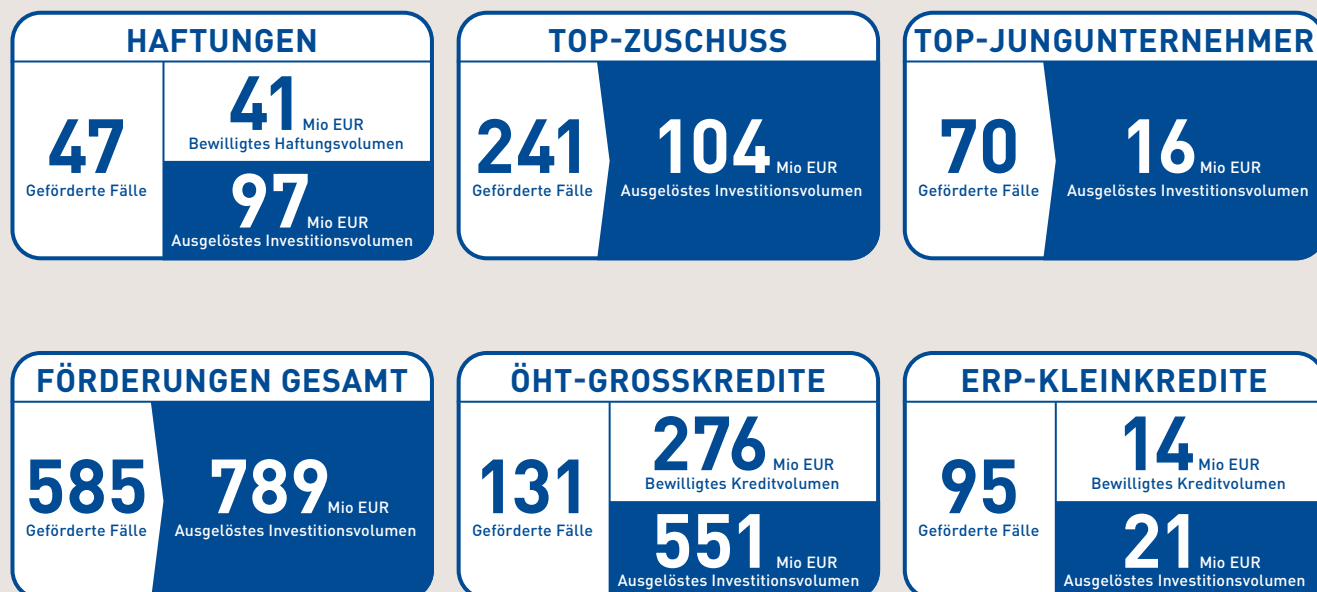 HAFTUNGEN
47
Geförderte Fälle
41 Mio EUR
Bewilligtes Haftungsvolumen
97 Mio EUR
Ausgelöstes Investitionsvolumen
TOP-ZUSCHUSS
241
Geförderte Fälle
104 Mio EUR
Ausgelöstes Investitionsvolumen
TOP-JUNGUNTERNEHMER
70
Geförderte Fälle
16 Mio EUR
Ausgelöstes Investitionsvolumen
FÖRDERUNGEN GESAMT
585
Geförderte Fälle
789 Mio EUR
Ausgelöstes Investitionsvolumen
ÖHT-GROSSKREDITE
131
Geförderte Fälle
276 Mio EUR
Bewilligtes Kreditvolumen
551 Mio EUR
Ausgelöstes Investitionsvolumen
ERP-KLEINKREDITE
95
Geförderte Fälle
14 Mio EUR
Bewilligtes Kreditvolumen
21 Mio EUR
Ausgelöstes Investitionsvolumen